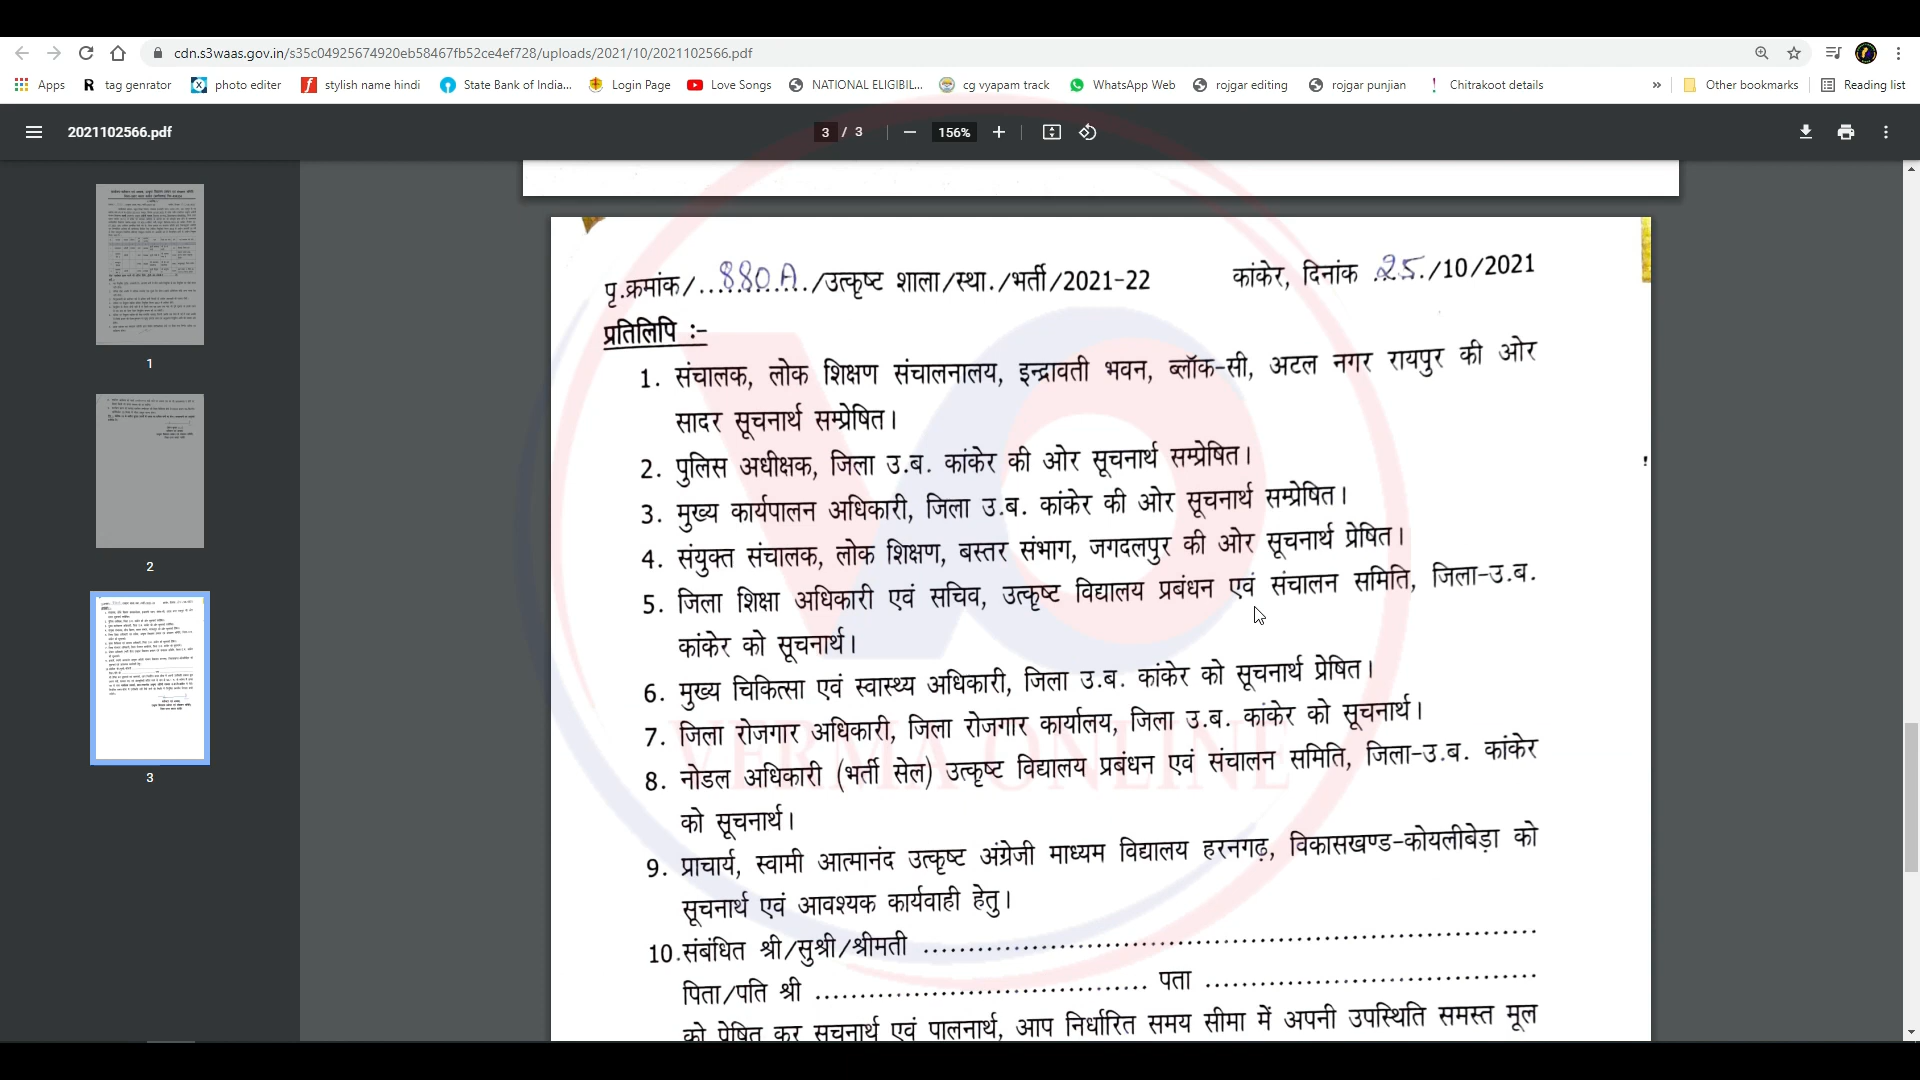 cdn.s3waas.gov.in/s35c04925674920eb58467fb52ce4ef728/uploads/2021/10/2021102566.pdf
Apps R tag genrator photo editer stylish name hindi State Bank of India... Login Page Love Songs NATIONAL ELIGIBIL... cg vyapam track WhatsApp Web rojgar editing rojgar punjian Chitrakoot details » Other bookmarks Reading list
2021102566.pdf 3 / 3 156%
पृ.क्रमांक/...880A.../उत्कृष्ट शाला/स्था./भर्ती/2021-22 कांकेर, दिनांक .25./10/2021
प्रतिलिपि :-
1. संचालक, लोक शिक्षण संचालनालय, इन्द्रावती भवन, ब्लॉक-सी, अटल नगर रायपुर की ओर
सादर सूचनार्थ सम्प्रेषित।
2. पुलिस अधीक्षक, जिला उ.ब. कांकेर की ओर सूचनार्थ सम्प्रेषित।
3. मुख्य कार्यपालन अधिकारी, जिला उ.ब. कांकेर की ओर सूचनार्थ सम्प्रेषित।
4. संयुक्त संचालक, लोक शिक्षण, बस्तर संभाग, जगदलपुर की ओर सूचनार्थ प्रेषित।
5. जिला शिक्षा अधिकारी एवं सचिव, उत्कृष्ट विद्यालय प्रबंधन एवं संचालन समिति, जिला-उ.ब.
कांकेर को सूचनार्थ।
6. मुख्य चिकित्सा एवं स्वास्थ्य अधिकारी, जिला उ.ब. कांकेर को सूचनार्थ प्रेषित।
7. जिला रोजगार अधिकारी, जिला रोजगार कार्यालय, जिला उ.ब. कांकेर को सूचनार्थ।
8. नोडल अधिकारी (भर्ती सेल) उत्कृष्ट विद्यालय प्रबंधन एवं संचालन समिति, जिला-उ.ब. कांकेर
को सूचनार्थ।
9. प्राचार्य, स्वामी आत्मानंद उत्कृष्ट अंग्रेजी माध्यम विद्यालय हरनगढ़, विकासखण्ड-कोयलीबेड़ा को
सूचनार्थ एवं आवश्यक कार्यवाही हेतु।
10.संबंधित श्री/सुश्री/श्रीमती ........................................
पिता/पति श्री .................... पता ....................
को प्रेषित कर सूचनार्थ एवं पालनार्थ, आप निर्धारित समय सीमा में अपनी उपस्थिति समस्त मूल
VERMA ONLINE
1
2
3